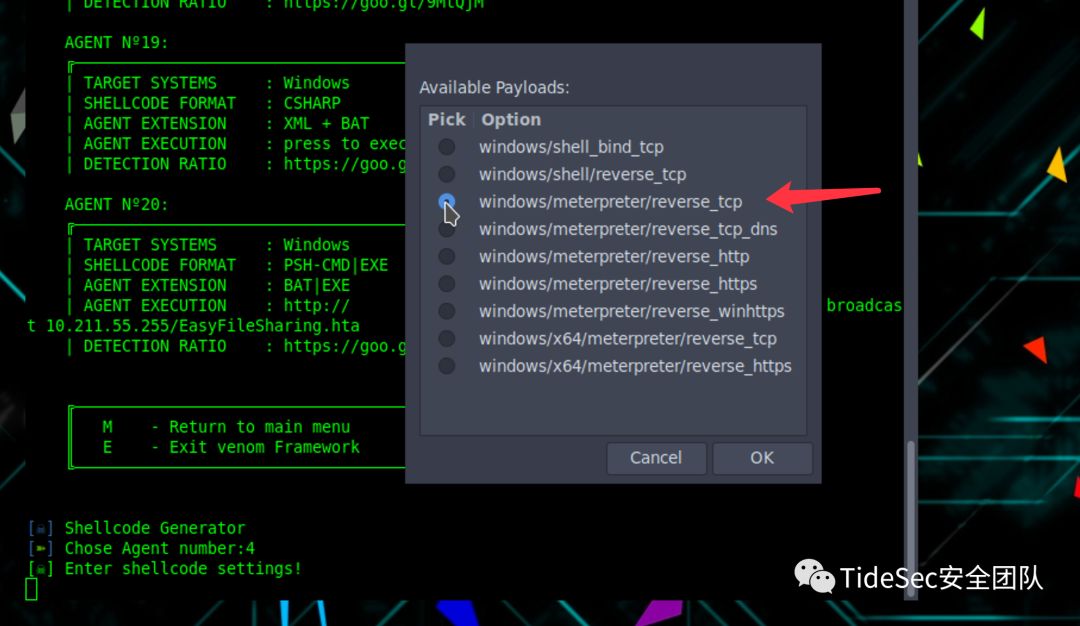 | DETECTION RATIO : https://goo.gl/9MlQjM
AGENT Nº19:
| TARGET SYSTEMS : Windows
| SHELLCODE FORMAT : CSHARP
| AGENT EXTENSION : XML + BAT
| AGENT EXECUTION : press to exec
| DETECTION RATIO : https://goo.g
AGENT Nº20:
| TARGET SYSTEMS : Windows
| SHELLCODE FORMAT : PSH-CMD|EXE
| AGENT EXTENSION : BAT|EXE
| AGENT EXECUTION : http:// broadcas
t 10.211.55.255/EasyFileSharing.hta
| DETECTION RATIO : https://goo.g
M - Return to main menu
E - Exit venom Framework
[☠] Shellcode Generator
[➽] Chose Agent number:4
[☠] Enter shellcode settings!
Available Payloads:
Pick Option
windows/shell_bind_tcp
windows/shell/reverse_tcp
windows/meterpreter/reverse_tcp
windows/meterpreter/reverse_tcp_dns
windows/meterpreter/reverse_http
windows/meterpreter/reverse_https
windows/meterpreter/reverse_winhttps
windows/x64/meterpreter/reverse_tcp
windows/x64/meterpreter/reverse_https
Cancel OK
TideSec安全团队